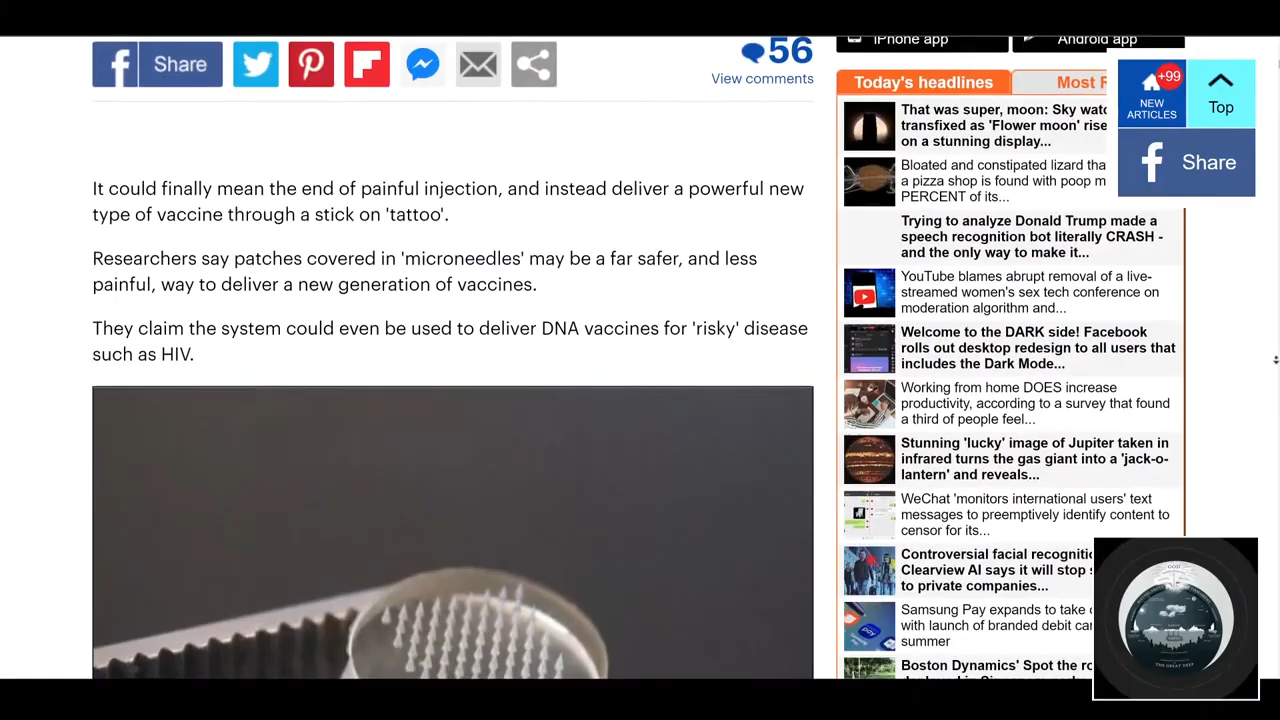 Share
56
View comments
It could finally mean the end of painful injection, and instead deliver a powerful new
type of vaccine through a stick on 'tattoo'.
Researchers say patches covered in 'microneedles' may be a far safer, and less
painful, way to deliver a new generation of vaccines.
They claim the system could even be used to deliver DNA vaccines for 'risky' disease
such as HIV.
iPhone app
Android app
Today's headlines
Most
That was super, moon: Sky
transfixed as 'Flower moon' rise
on a stunning display...
Bloated and constipated lizard tha
a pizza shop is found with poop m
PERCENT of its...
Trying to analyze Donald Trump made a
speech recognition bot literally CRASH -
and the only way to make it...
YouTube blames abrupt removal of a live-
streamed women's sex tech conference on
moderation algorithm and...
Welcome to the DARK side! Facebook
rolls out desktop redesign to all users that
includes the Dark Mode...
Working from home DOES increase
productivity, according to a survey that found
a third of people feel...
Stunning 'lucky' image of Jupiter taken in
infrared turns the gas giant into a 'jack-o-
lantern' and reveals...
WeChat 'monitors international users' text
messages to preemptively identify content to
censor for its...
Controversial facial recognitio
Clearview AI says it will stop s
to private companies...
Samsung Pay expands to take
with launch of branded debit ca
summer
Boston Dynamics' Spot the ro
+99
NEW
ARTICLES
Top
Share
GOD
THE GREAT DEEP